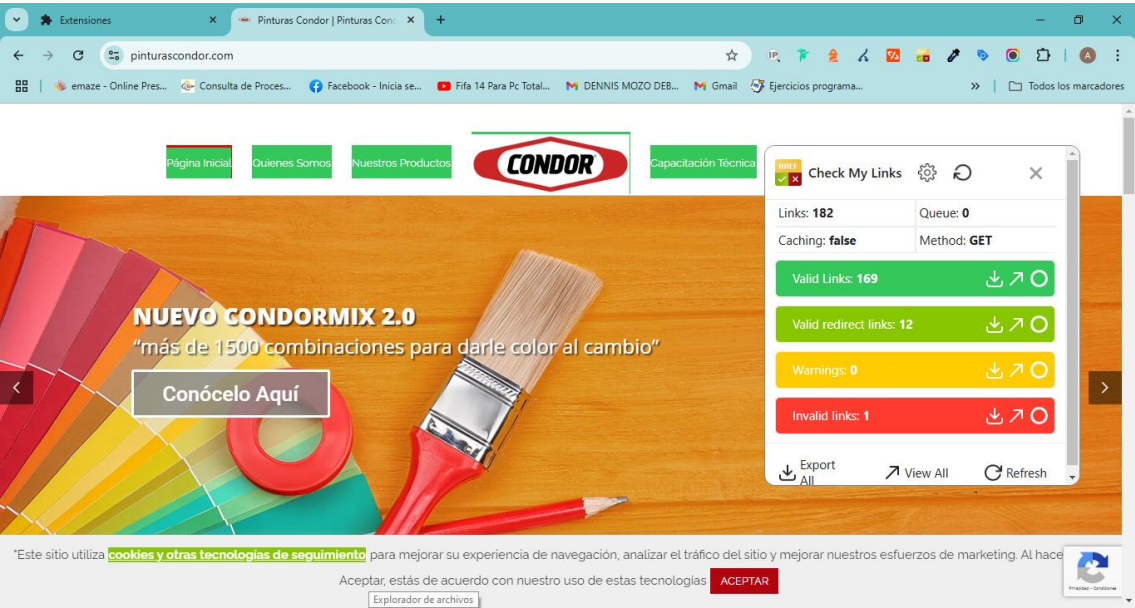 Extensiones
Pinturas Condor | Pinturas Conc
pinturascondor.com
emaze - Online Pres...
Consulta de Proces...
Facebook - Inicia se...
Fifa 14 Para Pc Total...
DENNIS MOZO DEB...
Gmail
Ejercicios programa...
Todos los marcadores
Página Inicial
Quienes Somos
Nuestros Productos
CONDOR
Capacitación Técnica
Check My Links
Links: 182
Queue: 0
Caching: false
Method: GET
Valid Links: 169
Valid redirect links: 12
Warnings: 0
Invalid links: 1
Export All
View All
Refresh
NUEVO CONDORMIX 2.0
“más de 1500 combinaciones para darle color al cambio”
Conócelo Aquí
"Este sitio utiliza cookies y otras tecnologías de seguimiento para mejorar su experiencia de navegación, analizar el tráfico del sitio y mejorar nuestros esfuerzos de marketing. Al hace
Aceptar, estás de acuerdo con nuestro uso de estas tecnologías ACEPTAR
Explorador de archivos
Privacidad - Condiciones